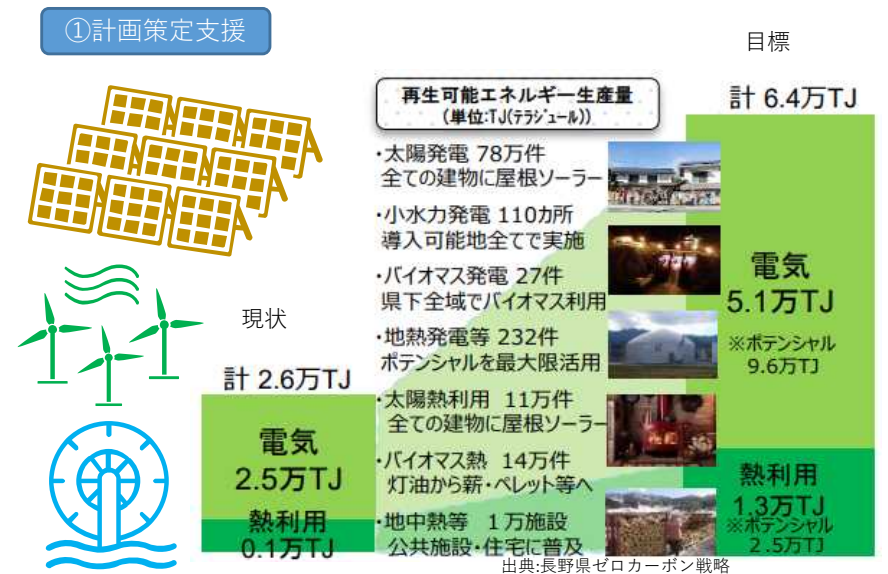 ①計画策定支援
目標
計 6.4万TJ
再生可能エネルギー生産量
(単位:TJ(テラジュール))
・太陽発電 78万件
全ての建物に屋根ソーラー
・小水力発電 110カ所
導入可能地全てで実施
・バイオマス発電 27件
県下全域でバイオマス利用
・地熱発電等 232件
ポテンシャルを最大限活用
・太陽熱利用 11万件
全ての建物に屋根ソーラー
・バイオマス熱 14万件
灯油から薪・ペレット等へ
・地中熱等 1万施設
公共施設・住宅に普及
現状
計 2.6万TJ
電気
2.5万TJ
熱利用
0.1万TJ
電気
5.1万TJ
※ポテンシャル
9.6万TJ
熱利用
1.3万TJ
※ポテンシャル
2.5万TJ
出典:長野県ゼロカーボン戦略